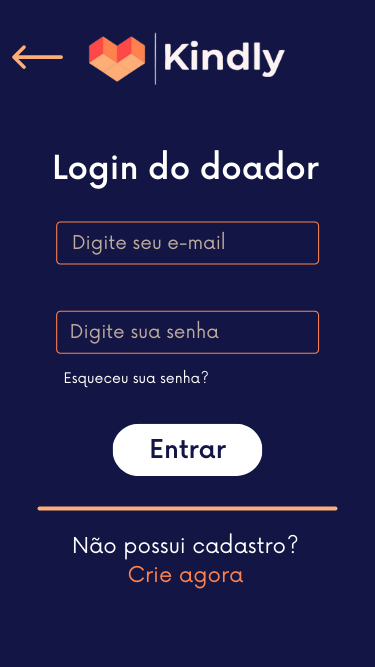 Kindly
Login do doador
Digite seu e-mail
Digite sua senha
Esqueceu sua senha?
Entrar
Não possui cadastro?
Crie agora